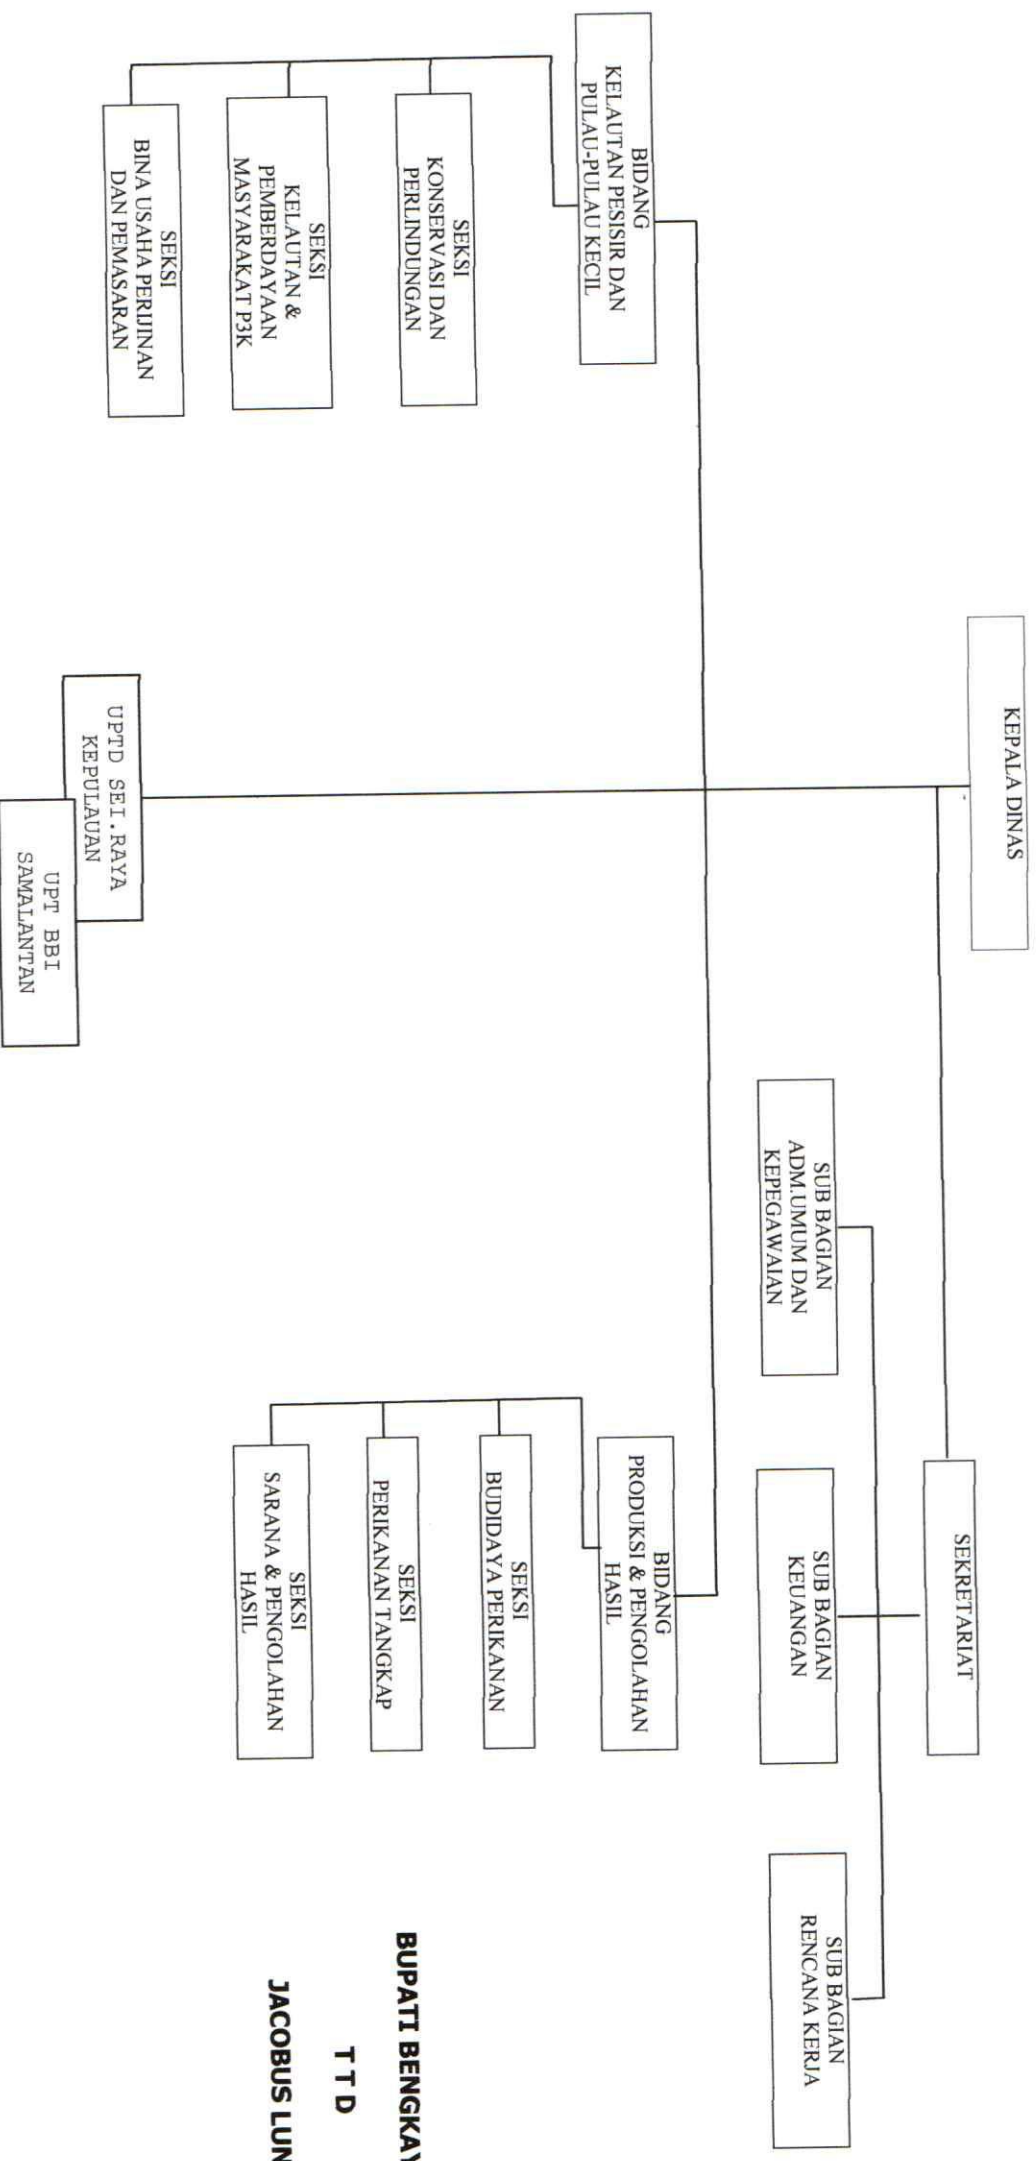 KEPALA DINAS
SEKRETARIAT
SUB BAGIAN
ADM.UMUM DAN
KEPEGAWAIAN
SUB BAGIAN
KEUANGAN
SUB BAGIAN
RENCANA KERJA
BIDANG
KELAUTAN PESISIR DAN
PULAU-PULAU KECIL
SEKSI
KONSERVASI DAN
PERLINDUNGAN
SEKSI
KELAUTAN &
PEMBERDAYAAN
MASYARAKAT P3K
SEKSI
BINA USAHA PERIJINAN
DAN PEMASARAN
BIDANG
PRODUKSI & PENGOLAHAN
HASIL
SEKSI
BUDIDAYA PERIKANAN
SEKSI
PERIKANAN TANGKAP
SEKSI
SARANA & PENGOLAHAN
HASIL
UPTD SEI.RAYA
KEPULAUAN
UPT BBI
SAMALANTAN
BUPATI
T T D
JACOBUS